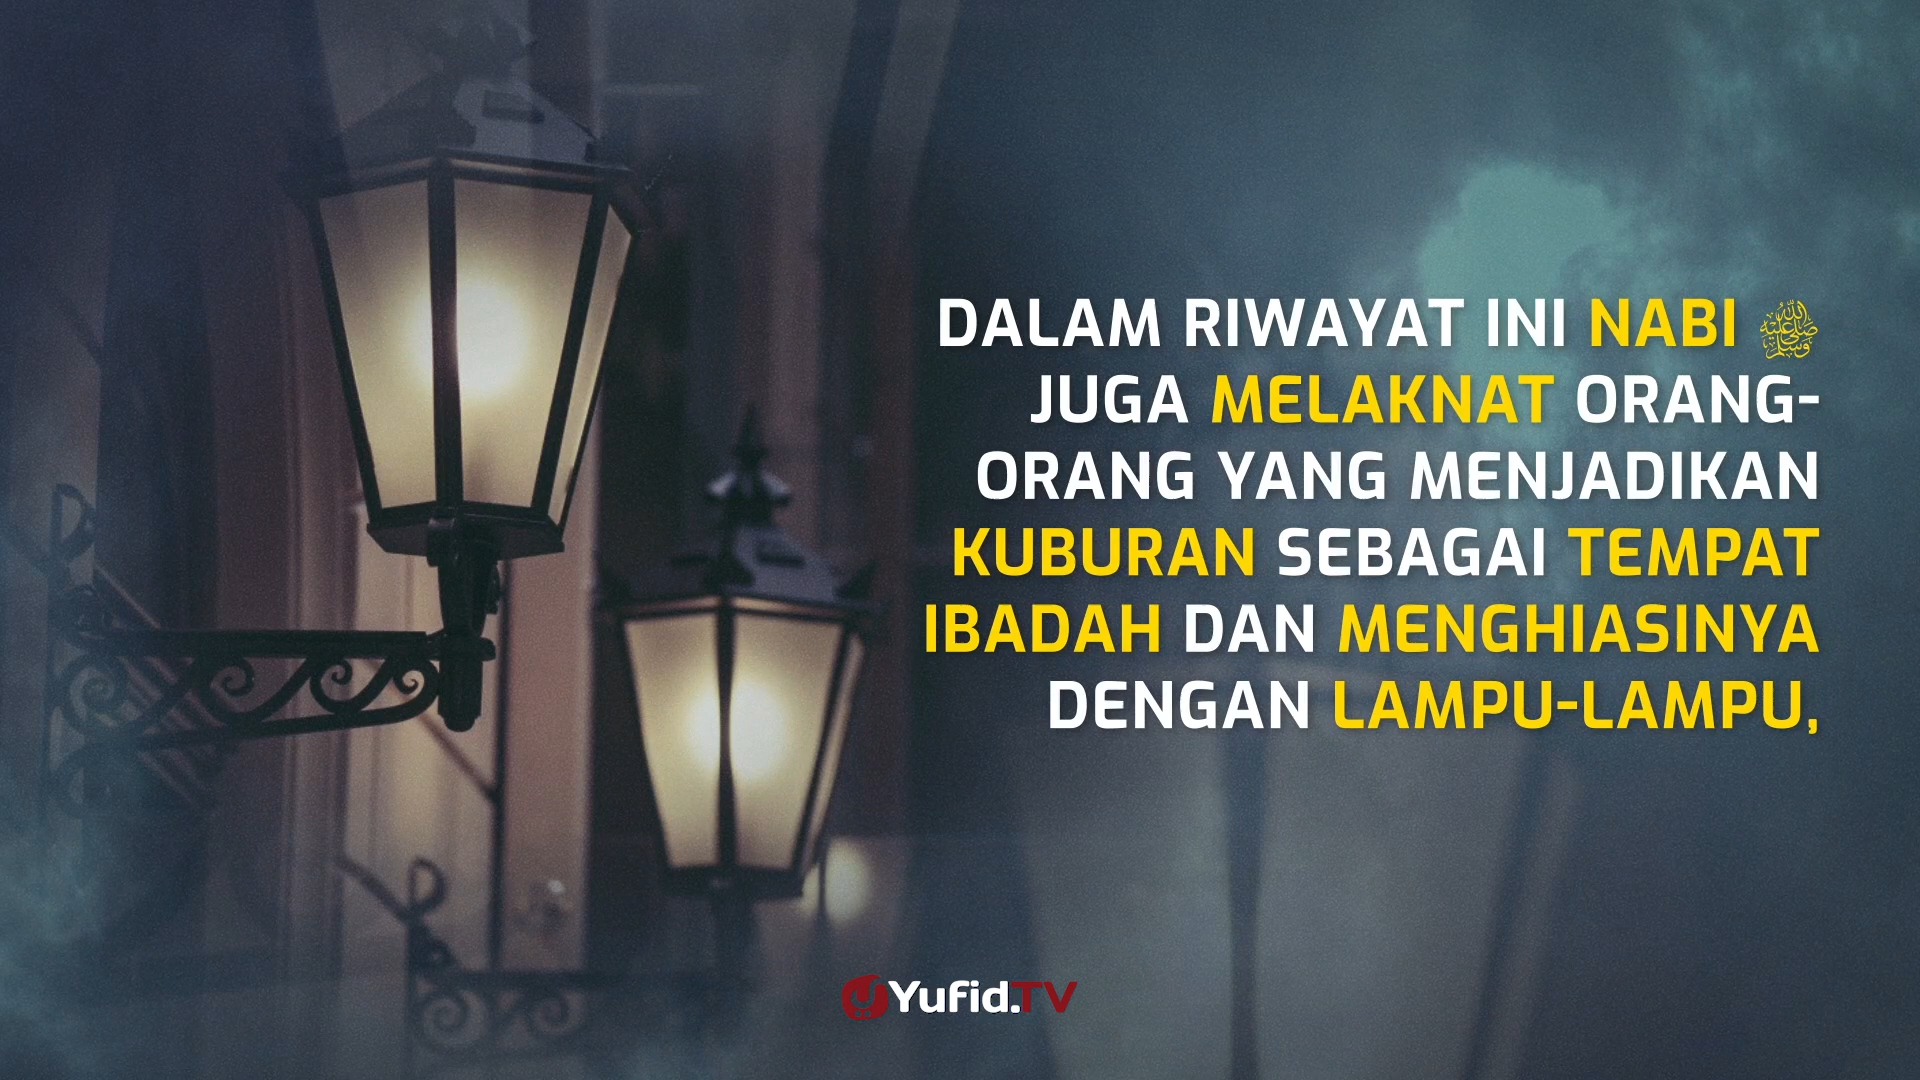 DALAM RIWAYAT INI NABI ﷺ
JUGA MELAKNAT ORANG-
ORANG YANG MENJADIKAN
KUBURAN SEBAGAI TEMPAT
IBADAH DAN MENGHIASINYA
DENGAN LAMPU-LAMPU,
Yufid.TV